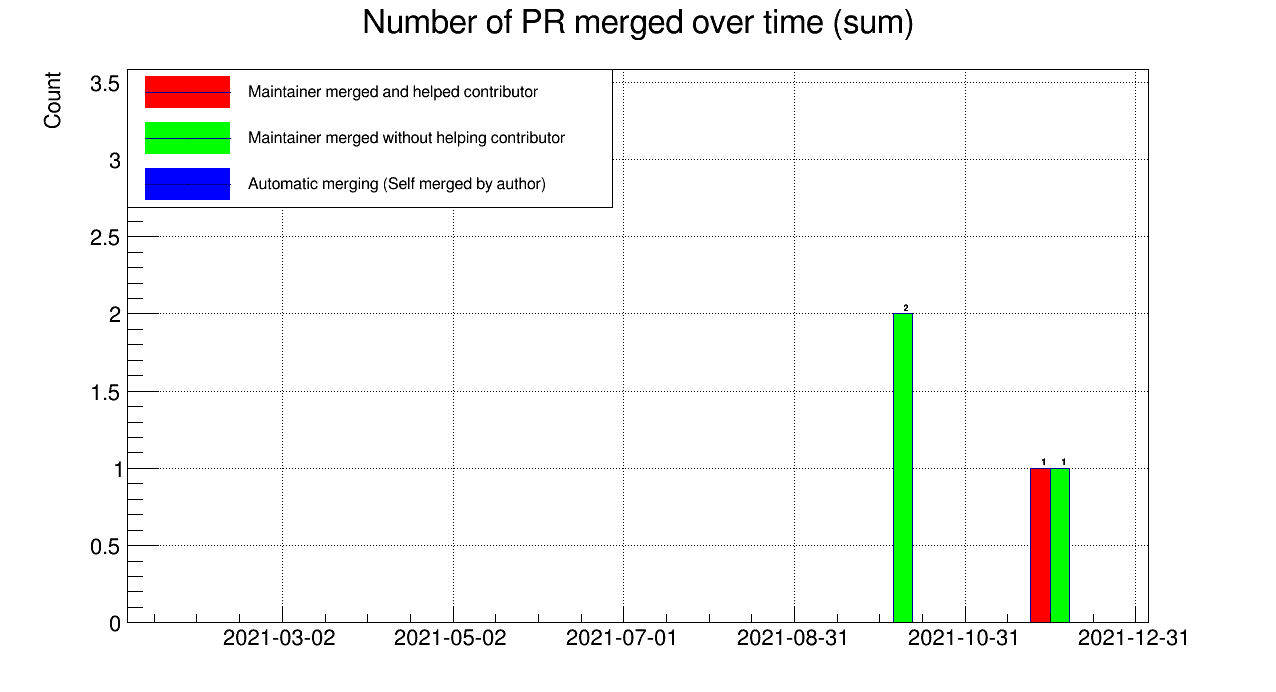 Number of PR merged over time (sum)
Count
Maintainer merged and helped contributor
Maintainer merged without helping contributor
Automatic merging (Self merged by author)
3.5
3
2.5
2
1.5
1
0.5
0
2
1 1
2021-03-02 2021-05-02 2021-07-01 2021-08-31 2021-10-31 2021-12-31